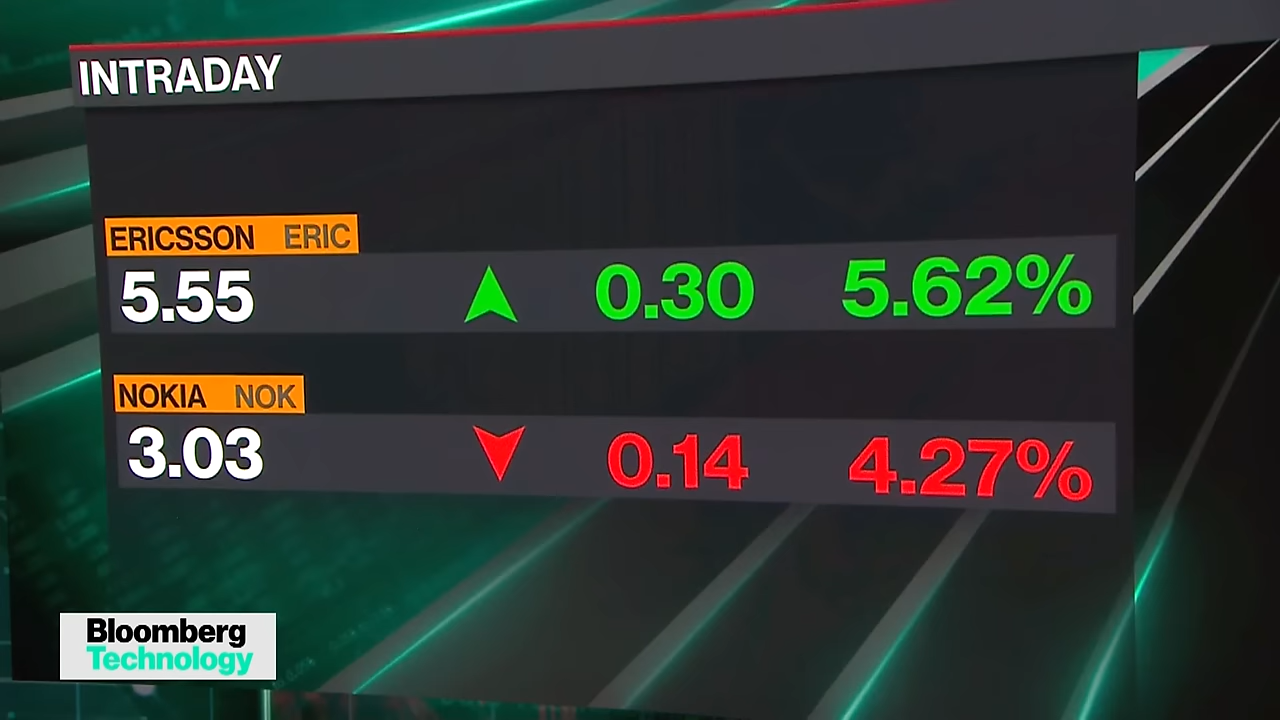 INTRADAY
ERICSSON ERIC
5.55 ▲ 0.30 5.62%
NOKIA NOK
3.03 ▼ 0.14 4.27%
Bloomberg
Technology